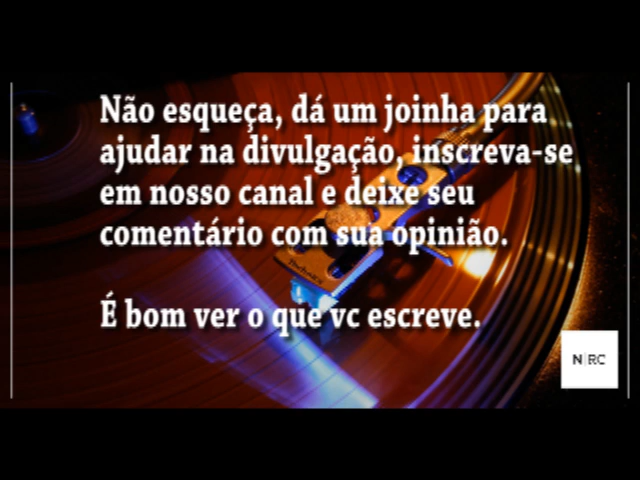 Não esqueça, dá um joinha para
ajudar na divulgação, inscreva-se
em nosso canal e deixe seu
comentário com sua opinião.
Technics
É bom ver o que vc escreve.
N|RC